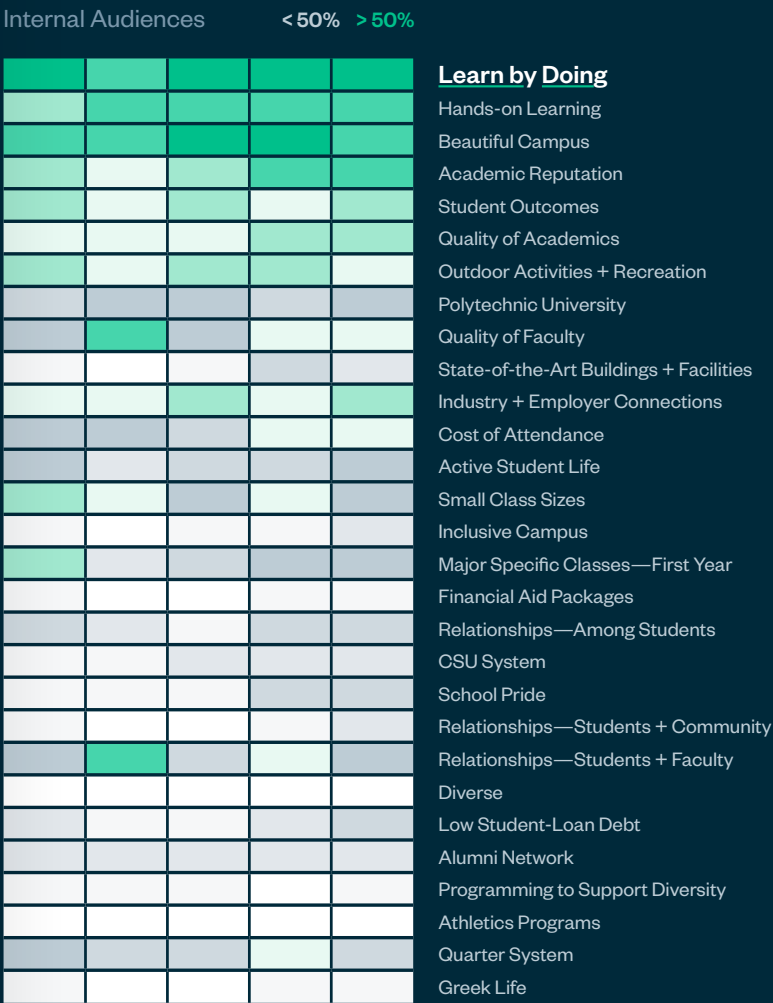 Internal Audiences < 50% > 50%
Learn by Doing
Hands-on Learning
Beautiful Campus
Academic Reputation
Student Outcomes
Quality of Academics
Outdoor Activities + Recreation
Polytechnic University
Quality of Faculty
State-of-the-Art Buildings + Facilities
Industry + Employer Connections
Cost of Attendance
Active Student Life
Small Class Sizes
Inclusive Campus
Major Specific Classes—First Year
Financial Aid Packages
Relationships—Among Students
CSU System
School Pride
Relationships—Students + Community
Relationships—Students + Faculty
Diverse
Low Student-Loan Debt
Alumni Network
Programming to Support Diversity
Athletics Programs
Quarter System
Greek Life